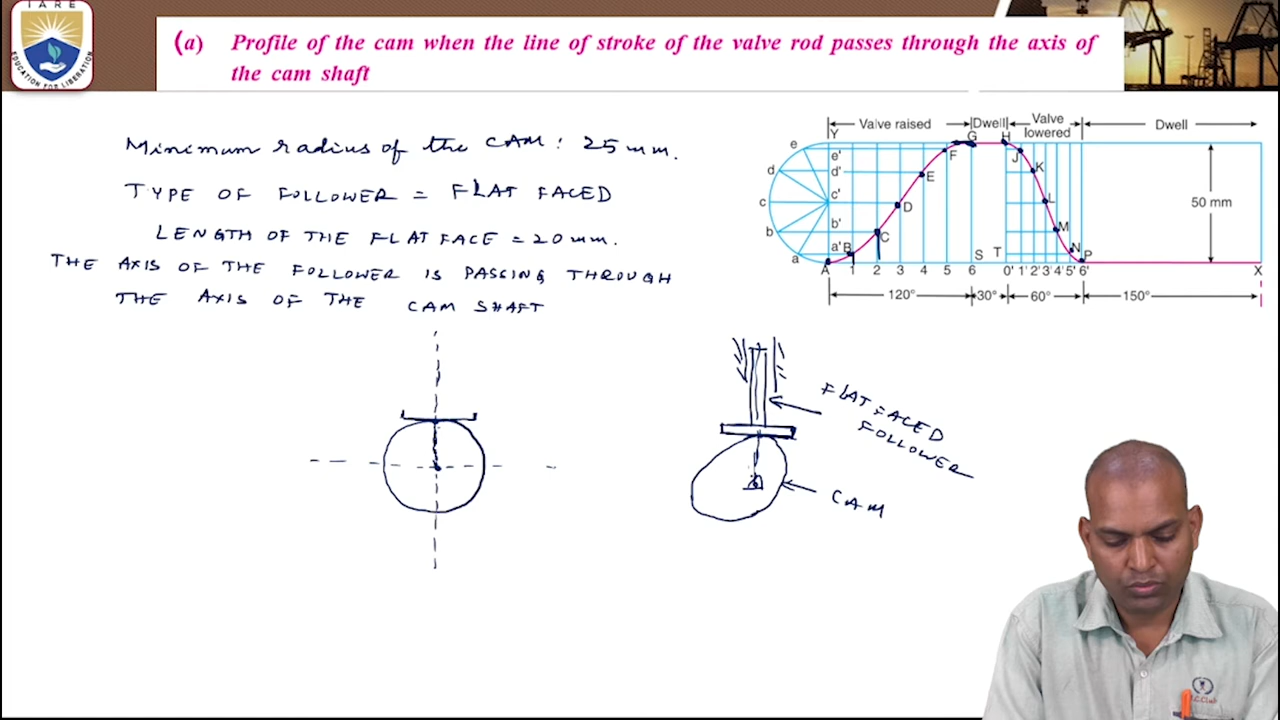 IARE
EDUCATION FOR LIBERATION
(a) Profile of the cam when the line of stroke of the valve rod passes through the axis of
the cam shaft
Minimum radius of the CAM : 25 mm.
TYPE OF FOLLOWER = FLAT FACED
LENGTH OF THE FLAT FACE = 20 mm.
THE AXIS OF THE FOLLOWER IS PASSING THROUGH
THE AXIS OF THE CAM SHAFT
Valve raised Dwell Valve Dwell
lowered
Y G H
e e' F J
d d' E K
c c' D L 50 mm
b b' C M
a a' B S T N P
A 1 2 3 4 5 6 0' 1' 2' 3' 4' 5' 6' X
120° 30° 60° 150°
FLAT FACED
FOLLOWER
CAM